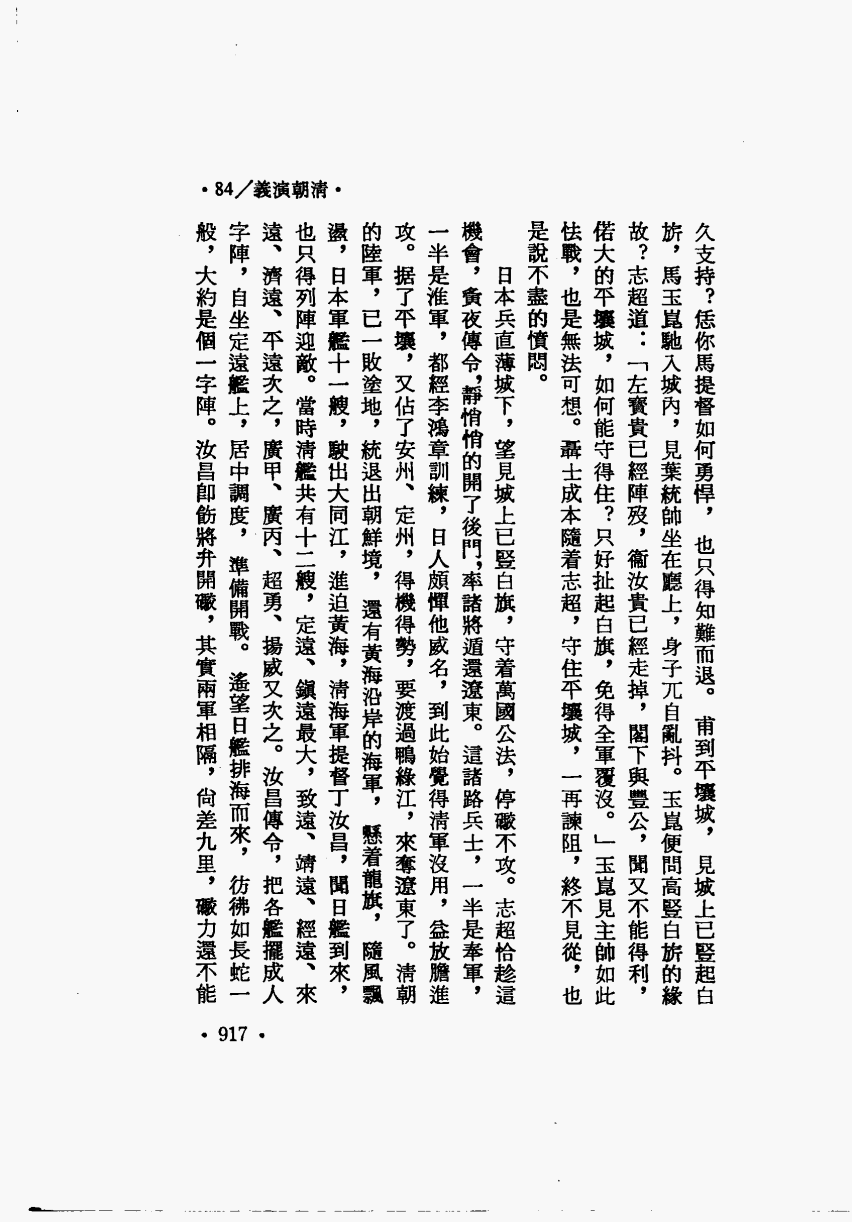 •84／義演朝清•
久支持？恁你馬提督如何勇悍，也只得知難而退。甫到平壤城，見城上已豎起白
旂，馬玉崑馳入城內，見葉統帥坐在廳上，身子兀自亂抖。玉崑便問高豎白旂的緣
故？志超道：「左寶貴已經陣歿，衞汝貴已經走掉，閣下與豐公，聞又不能得利，
偌大的平壤城，如何能守得住？只好扯起白旗，免得全軍覆沒。」玉崑見主帥如此
怯戰，也是無法可想。聶士成本隨着志超，守住平壤城，一再諫阻，終不見從，也
是說不盡的憤悶。
日本兵直薄城下，望見城上已豎白旗，守着萬國公法，停礮不攻。志超恰趁這
機會，夤夜傳令，靜悄悄的開了後門，率諸將遁還遼東。這諸路兵士，一半是奉軍，
一半是淮軍，都經李鴻章訓練，日人頗憚他威名，到此始覺得淸軍沒用，益放膽進
攻。据了平壤，又佔了安州、定州，得機得勢，要渡過鴨綠江，來奪遼東了。淸朝
的陸軍，已一敗塗地，統退出朝鮮境，還有黃海沿岸的海軍，懸着龍旗，隨風飄
盪，日本軍艦十一艘，駛出大同江，進迫黃海，淸海軍提督丁汝昌，聞日艦到來，
也只得列陣迎敵。當時淸艦共有十二艘，定遠、鎭遠最大，致遠、靖遠、經遠、來
遠、濟遠、平遠次之，廣甲、廣丙、超勇、揚威又次之。汝昌傳令，把各艦擺成人
字陣，自坐定遠艦上，居中調度，準備開戰。遙望日艦排海而來，彷彿如長蛇一
般，大約是個一字陣。汝昌卽飭將弁開礮，其實兩軍相隔，尙差九里，礮力還不能
•917•